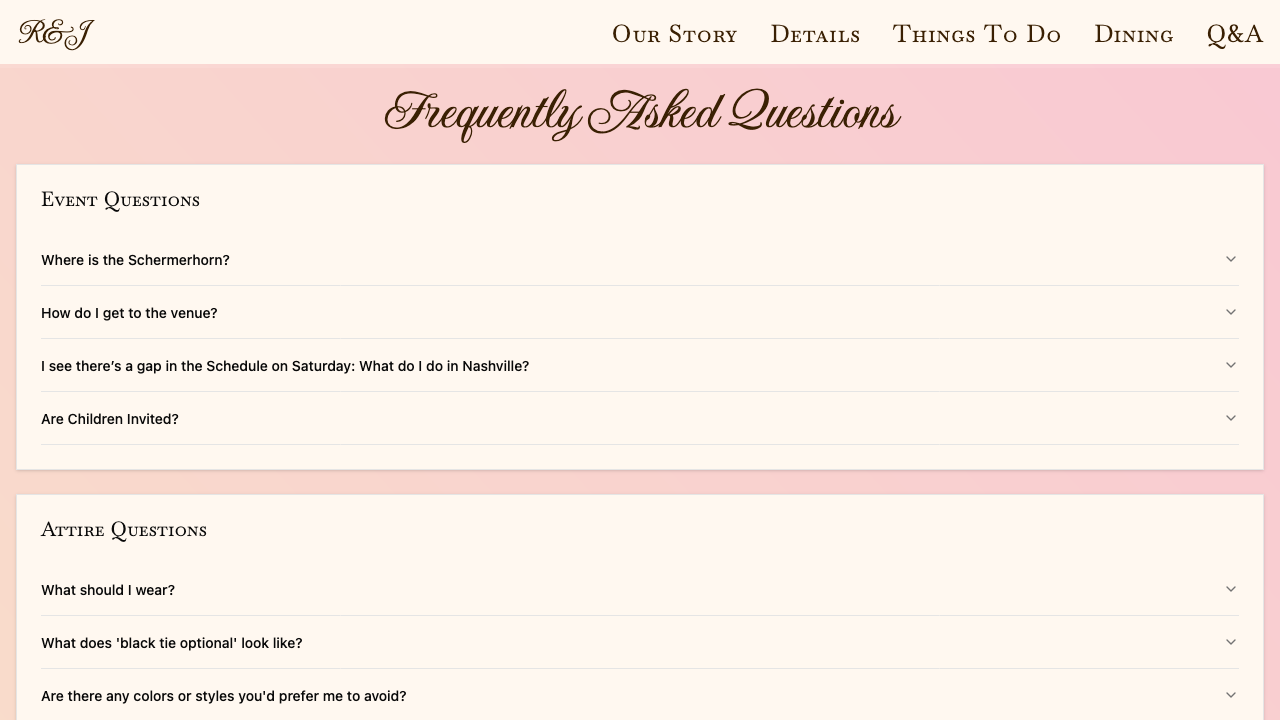 R&J
Our Story Details Things To Do Dining Q&A
Frequently Asked Questions
Event Questions
Where is the Schermerhorn?
How do I get to the venue?
I see there’s a gap in the Schedule on Saturday: What do I do in Nashville?
Are Children Invited?
Attire Questions
What should I wear?
What does 'black tie optional' look like?
Are there any colors or styles you'd prefer me to avoid?